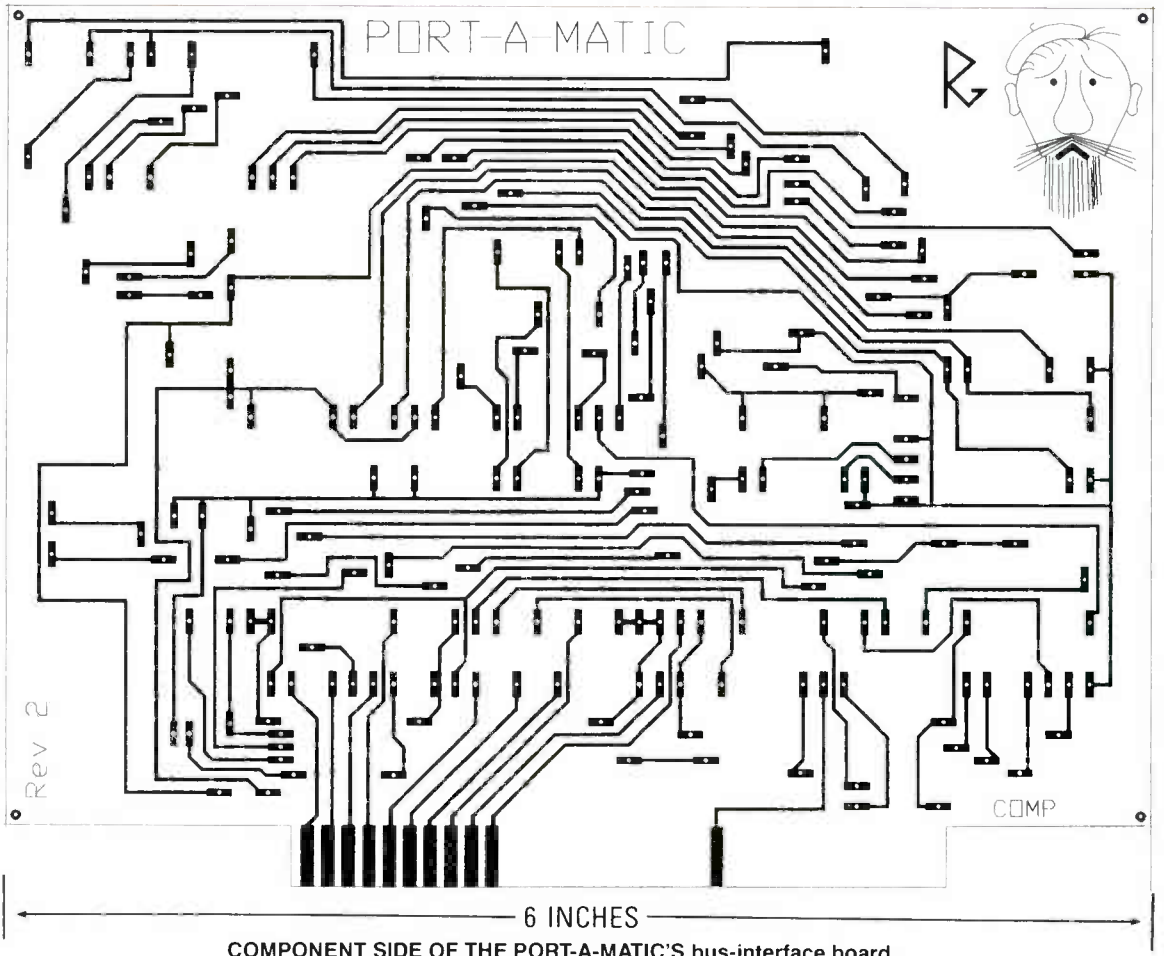 PORT-A-MATIC
Rev 2
COMP
6 INCHES
COMPONENT SIDE OF THE PORT-A-MATIC'S bus-interface board